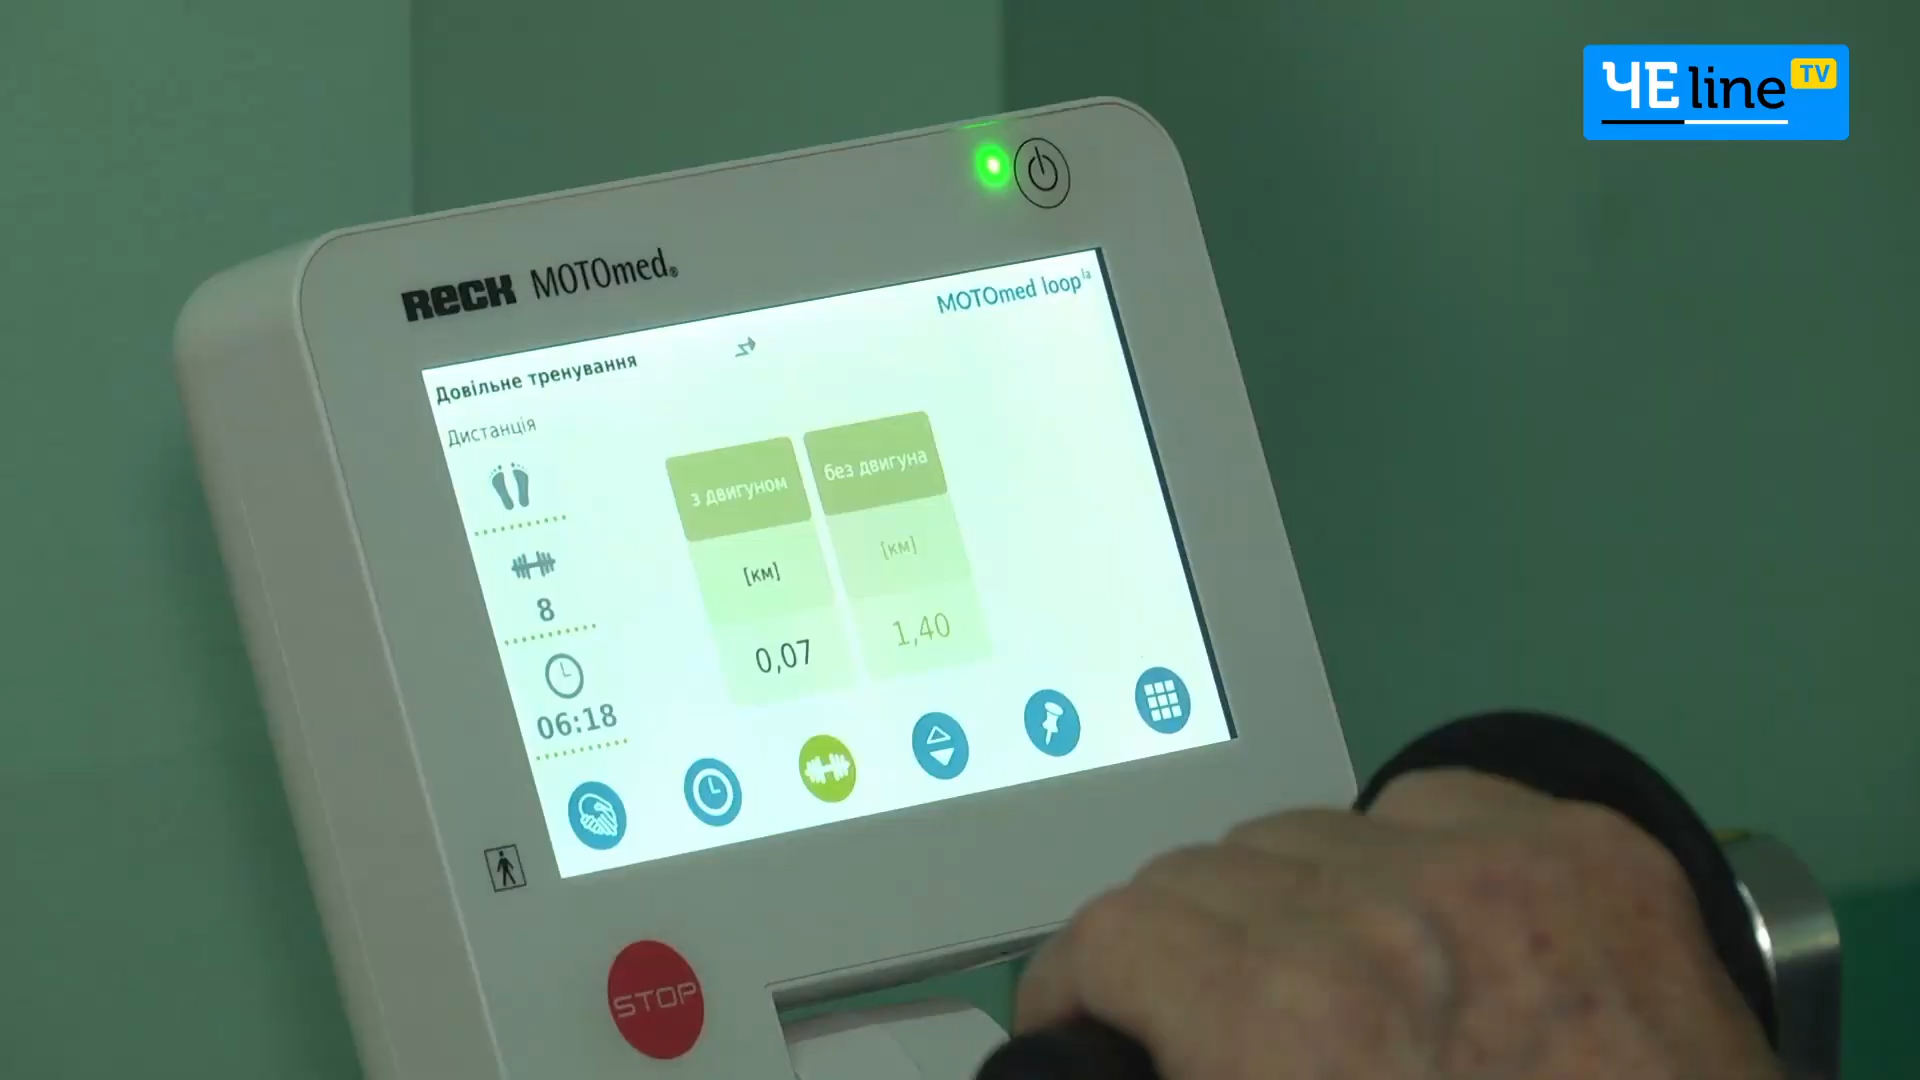 ЧЕline TV
RECK MOTOmed®
MOTOmed loop la
Довільне тренування
Дистанція
з двигуном
без двигуна
[км]
[км]
8
0,07
1,40
06:18
STOP